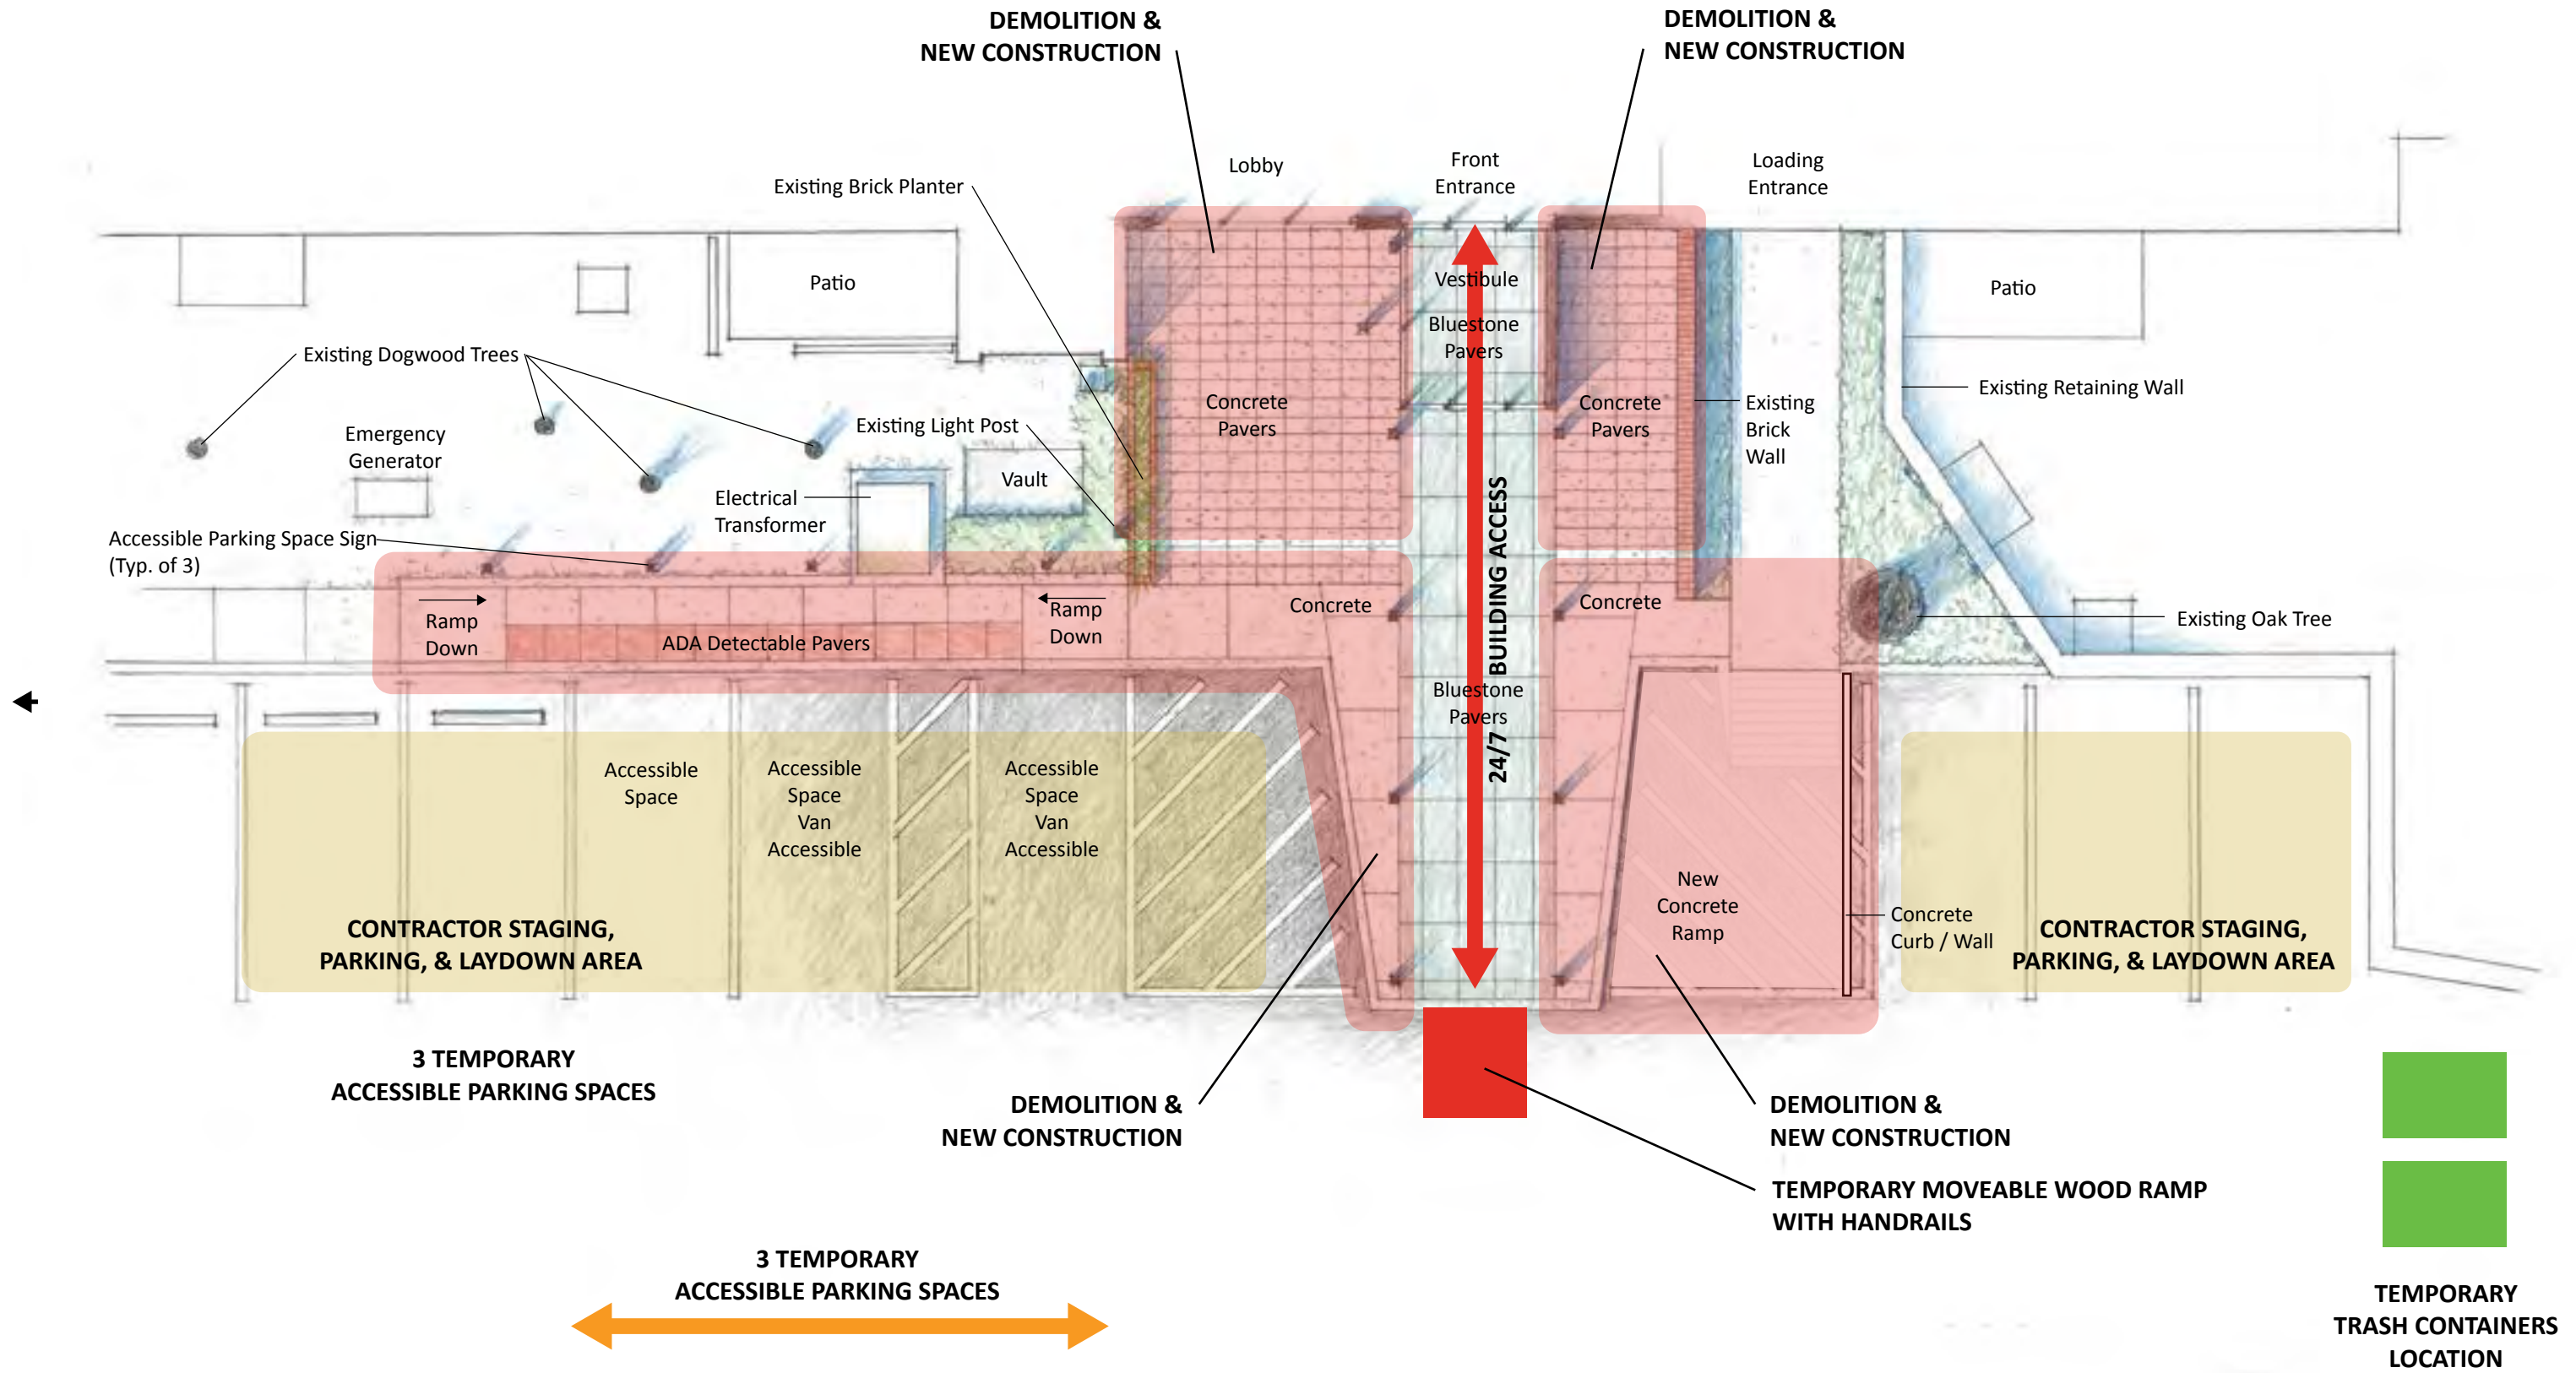 DEMOLITION &
NEW CONSTRUCTION
DEMOLITION &
NEW CONSTRUCTION
Lobby
Front
Entrance
Loading
Entrance
Existing Brick Planter
Patio
Vestibule
Patio
Bluestone
Pavers
Existing Dogwood Trees
Existing Retaining Wall
Concrete
Pavers
Concrete
Pavers
Existing
Brick
Wall
Existing Light Post
Emergency
Generator
Vault
Electrical
Transformer
Accessible Parking Space Sign
(Typ. of 3)
24/7 BUILDING ACCESS
Ramp
Down
ADA Detectable Pavers
Ramp
Down
Concrete
Concrete
Existing Oak Tree
Bluestone
Pavers
Accessible
Space
Accessible
Space
Van
Accessible
Accessible
Space
Van
Accessible
New
Concrete
Ramp
Concrete
Curb / Wall
CONTRACTOR STAGING,
PARKING, & LAYDOWN AREA
CONTRACTOR STAGING,
PARKING, & LAYDOWN AREA
3 TEMPORARY
ACCESSIBLE PARKING SPACES
DEMOLITION &
NEW CONSTRUCTION
DEMOLITION &
NEW CONSTRUCTION
TEMPORARY MOVEABLE WOOD RAMP
WITH HANDRAILS
3 TEMPORARY
ACCESSIBLE PARKING SPACES
TEMPORARY
TRASH CONTAINERS
LOCATION